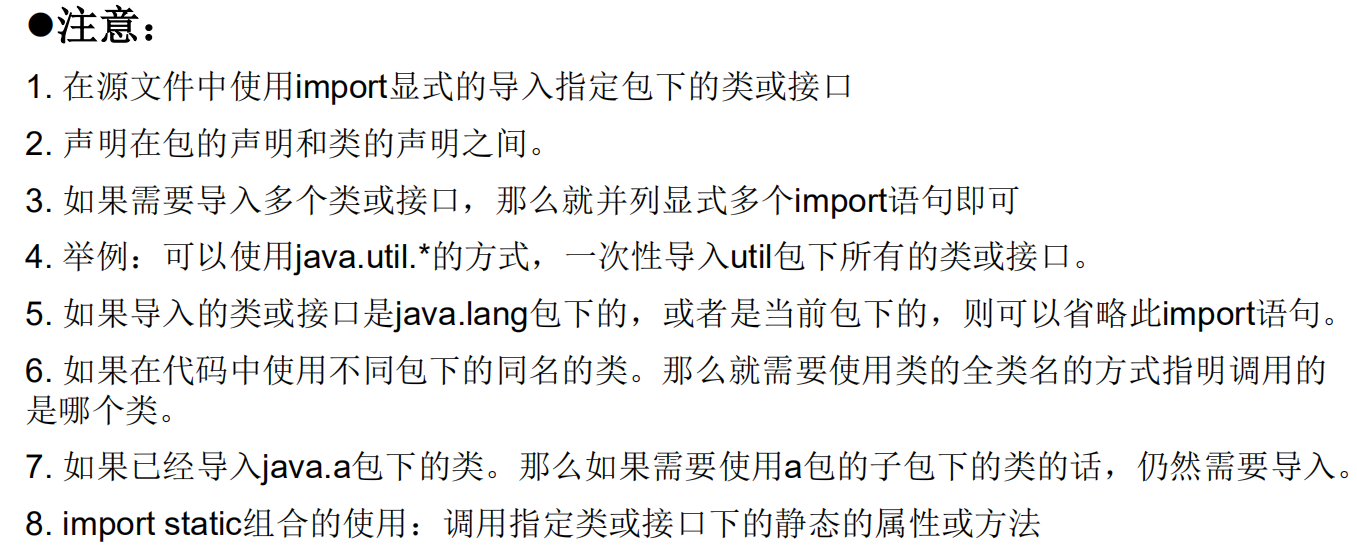 ●注意：
1. 在源文件中使用import显式的导入指定包下的类或接口
2. 声明在包的声明和类的声明之间。
3. 如果需要导入多个类或接口，那么就并列显式多个import语句即可
4. 举例：可以使用java.util.*的方式，一次性导入util包下所有的类或接口。
5. 如果导入的类或接口是java.lang包下的，或者是当前包下的，则可以省略此import语句。
6. 如果在代码中使用不同包下的同名的类。那么就需要使用类的全类名的方式指明调用的
是哪个类。
7. 如果已经导入java.a包下的类。那么如果需要使用a包的子包下的类的话，仍然需要导入。
8. import static组合的使用：调用指定类或接口下的静态的属性或方法